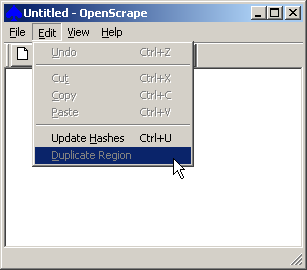 Untitled - OpenScrape
File Edit View Help
Undo Ctrl+Z
Cut Ctrl+X
Copy Ctrl+C
Paste Ctrl+V
Update Hashes Ctrl+U
Duplicate Region